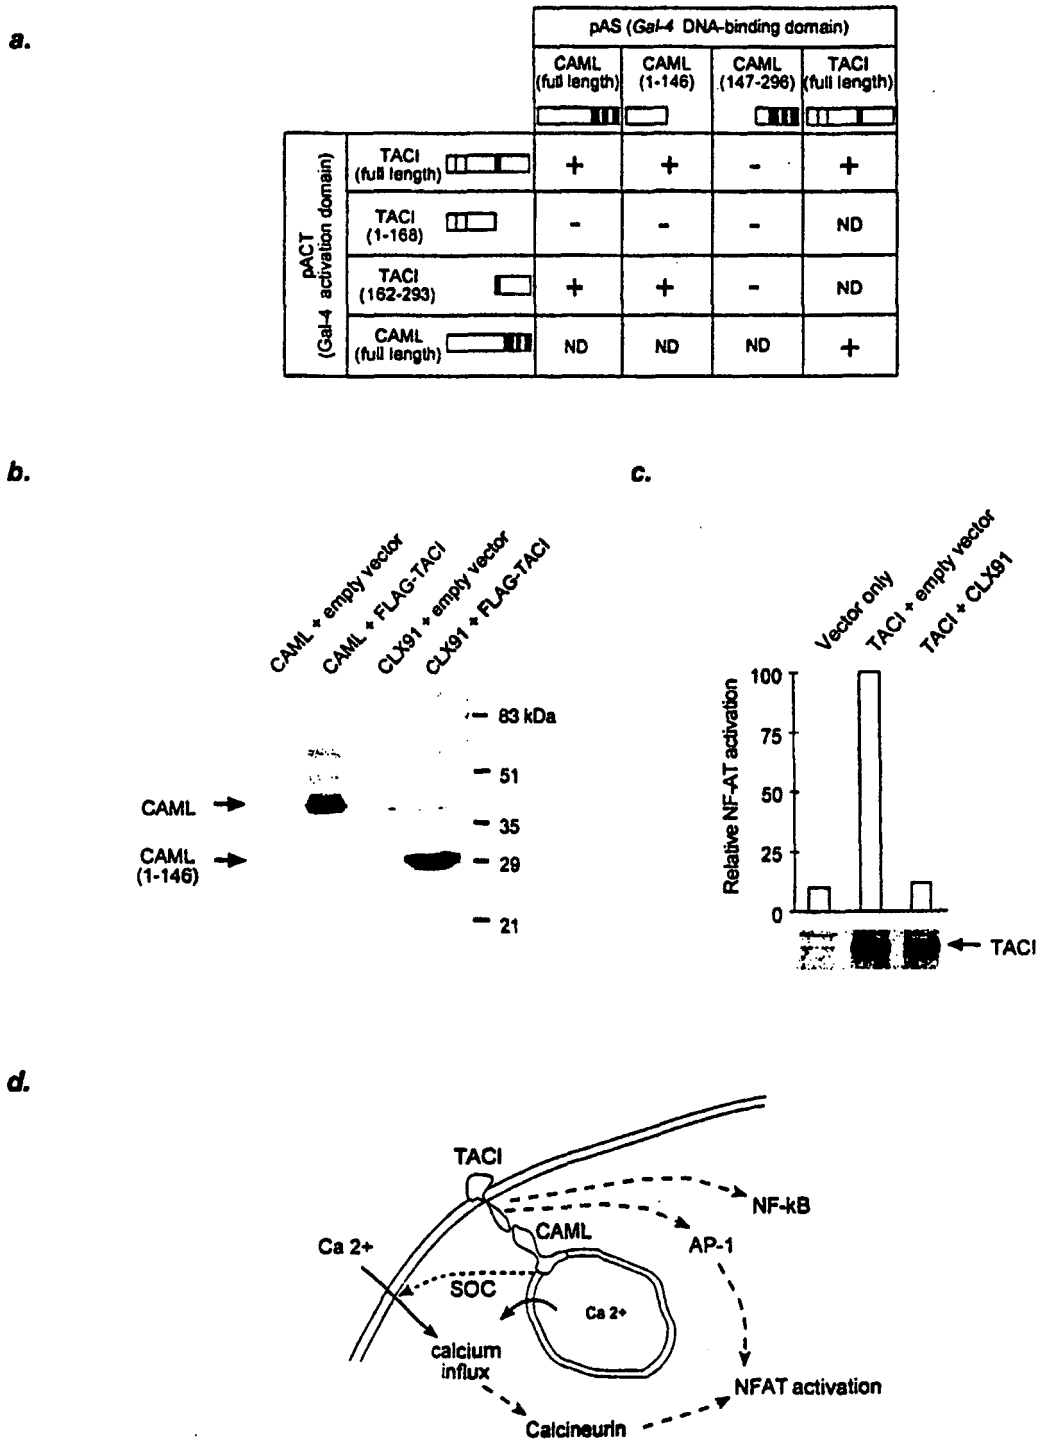 a.
pAS (Gal-4 DNA-binding domain)
CAML (full length)
CAML (1-146)
CAML (147-296)
TACI (full length)
pACT (Gal-4 activation domain)
TACI (full length)
+ + - +
TACI (1-168)
- - - ND
TACI (162-293)
+ + - ND
CAML (full length)
ND ND ND +
b.
CAML + empty vector
CAML + FLAG-TACI
CLX91 + empty vector
CLX91 + FLAG-TACI
83 kDa
51
CAML
35
CAML (1-146)
29
21
c.
Vector only
TACI + empty vector
TACI + CLX91
Relative NF-AT activation
100
75
50
25
0
TACI
d.
TACI
NF-kB
CAML
AP-1
Ca 2+
SOC
Ca 2+
calcium
influx
NFAT activation
Calcineurin